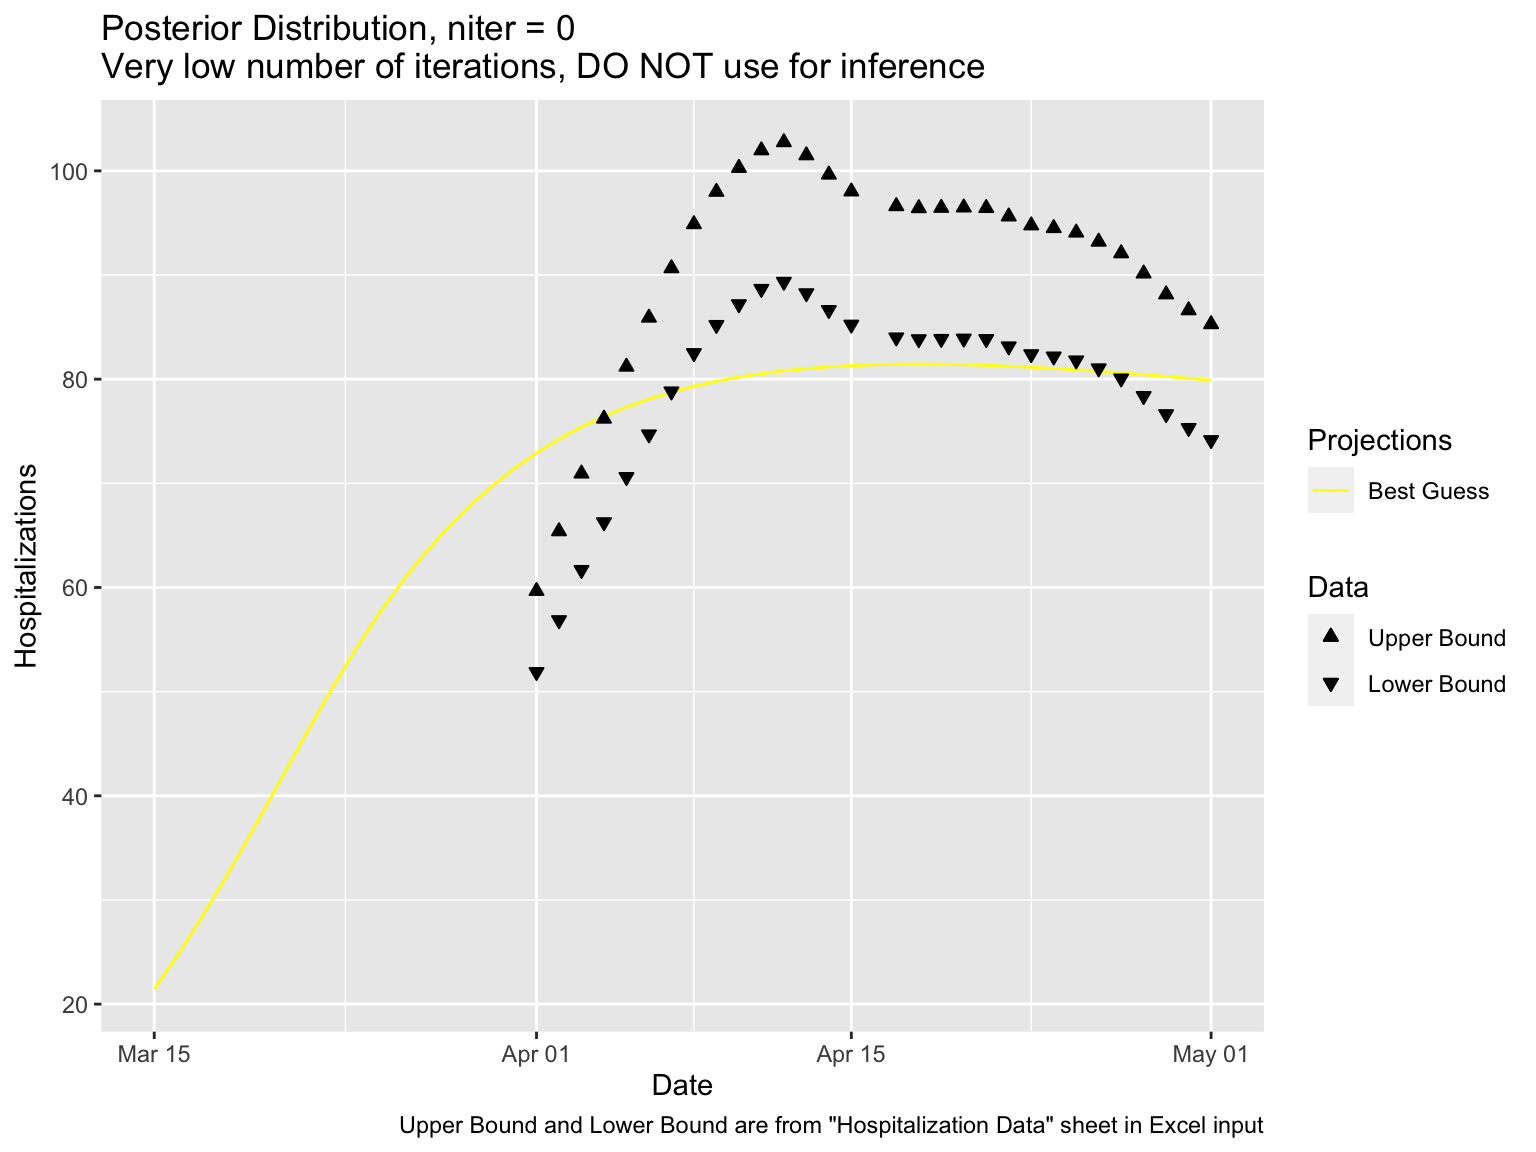 Posterior Distribution, niter = 0
Very low number of iterations, DO NOT use for inference
100
80
60
40
20
Hospitalizations
Mar 15
Apr 01
Apr 15
May 01
Date
Projections
Best Guess
Data
Upper Bound
Lower Bound
Upper Bound and Lower Bound are from "Hospitalization Data" sheet in Excel input